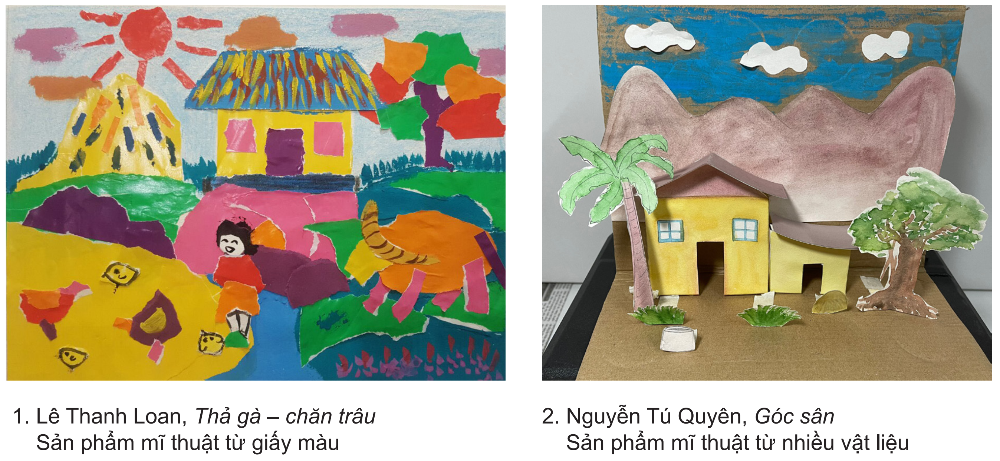 1. Lê Thanh Loan, Thả gà – chăn trâu
Sản phẩm mĩ thuật từ giấy màu
2. Nguyễn Tú Quyên, Góc sân
Sản phẩm mĩ thuật từ nhiều vật liệu